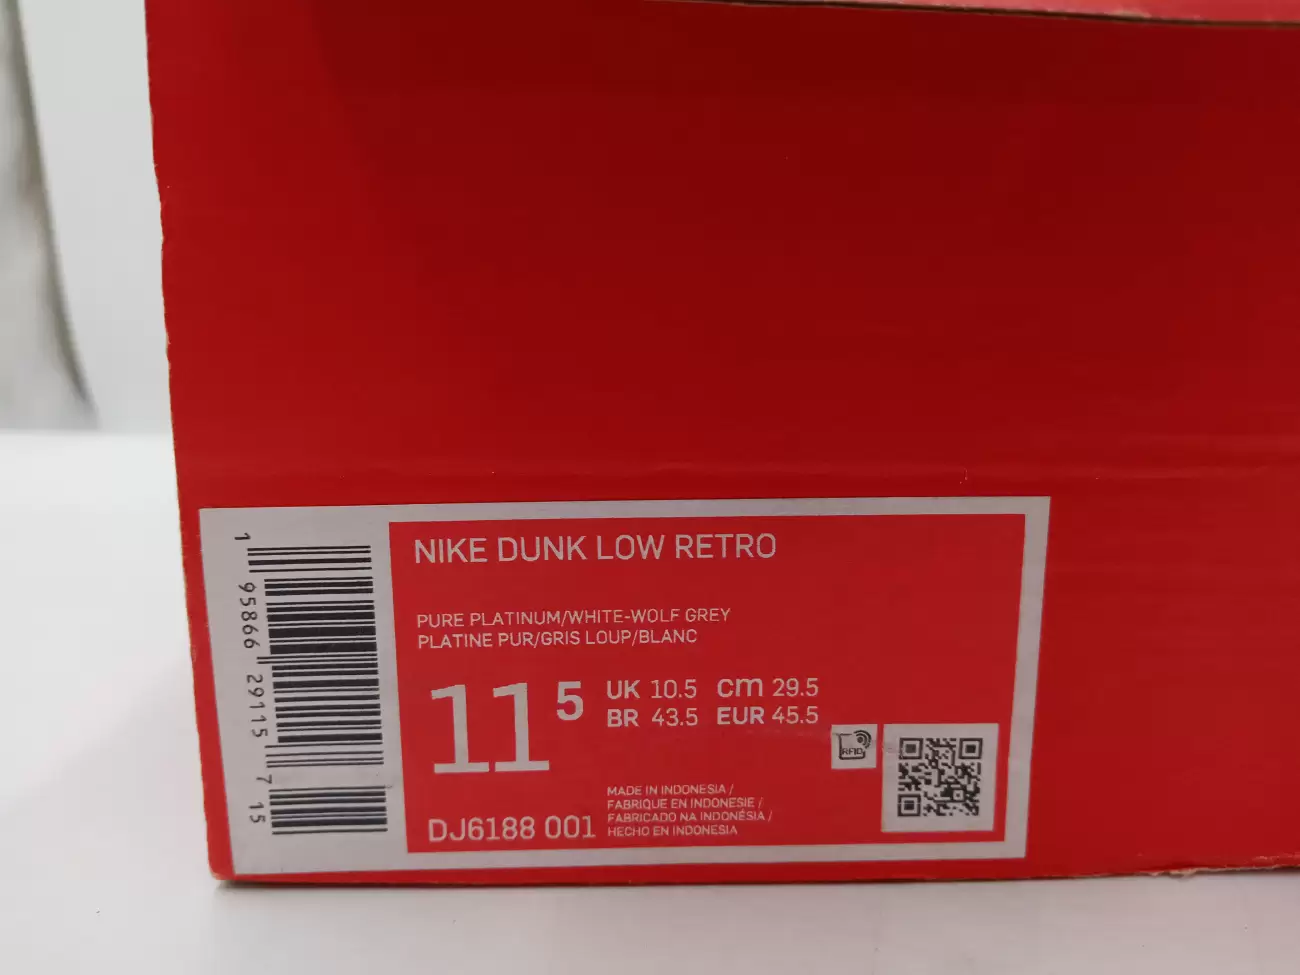 1 95866 29115 7 15
NIKE DUNK LOW RETRO
PURE PLATINUM/WHITE-WOLF GREY
PLATINE PUR/GRIS LOUP/BLANC
11 5
UK 10.5 cm 29.5
BR 43.5 EUR 45.5
RFID
MADE IN INDONESIA /
FABRIQUE EN INDONESIE /
FABRICADO NA INDONÉSIA /
HECHO EN INDONESIA
DJ6188 001